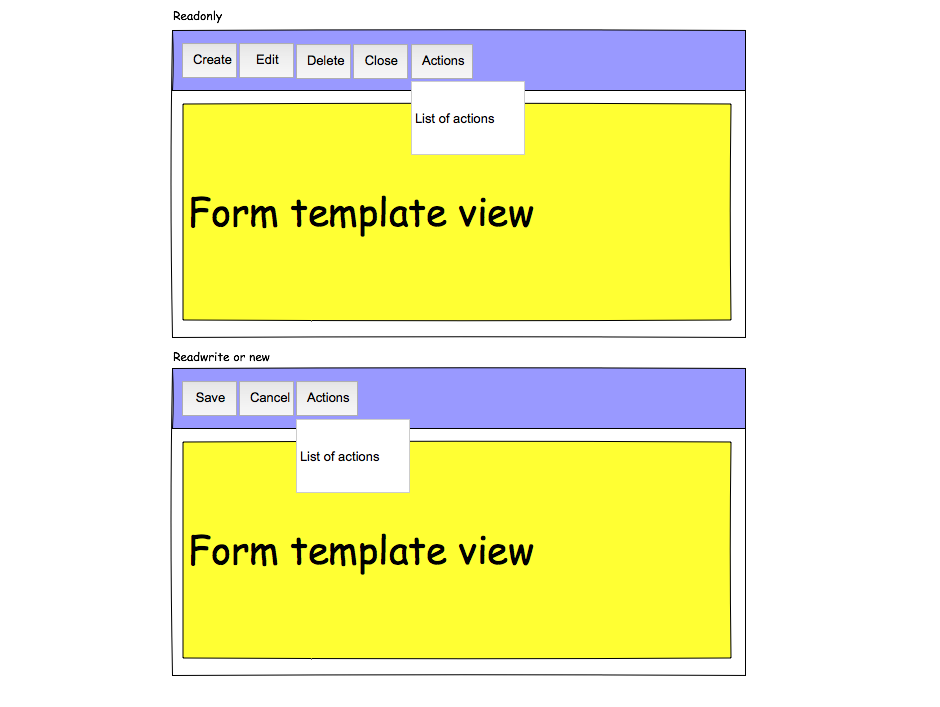 Readonly
Create Edit Delete Close Actions
List of actions
Form template view
Readwrite or new
Save Cancel Actions
List of actions
Form template view